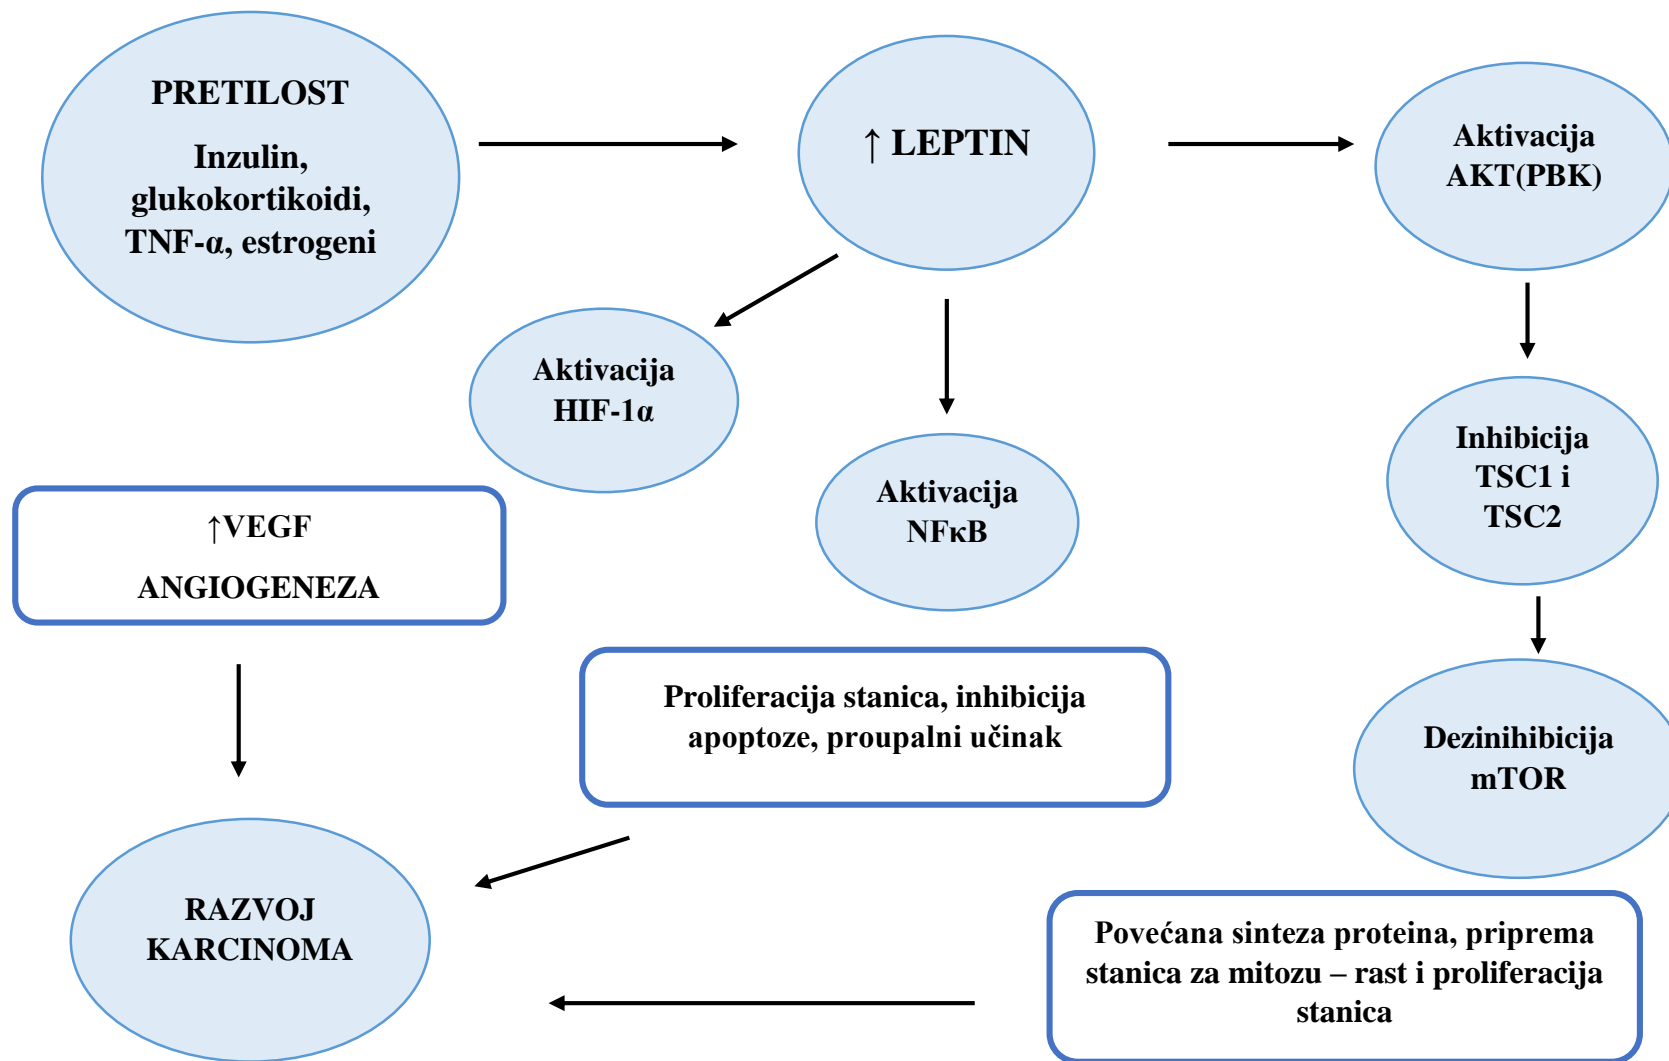 PRETILOST
Inzulin,
glukokortikoidi,
TNF-α, estrogeni
↑ LEPTIN
Aktivacija
AKT(PBK)
Aktivacija
HIF-1α
Aktivacija
NFκB
Inhibicija
TSC1 i
TSC2
↑VEGF
ANGIOGENEZA
Proliferacija stanica, inhibicija
apoptoze, proupalni učinak
Dezinihibicija
mTOR
RAZVOJ
KARCINOMA
Povećana sinteza proteina, priprema
stanica za mitozu – rast i proliferacija
stanica